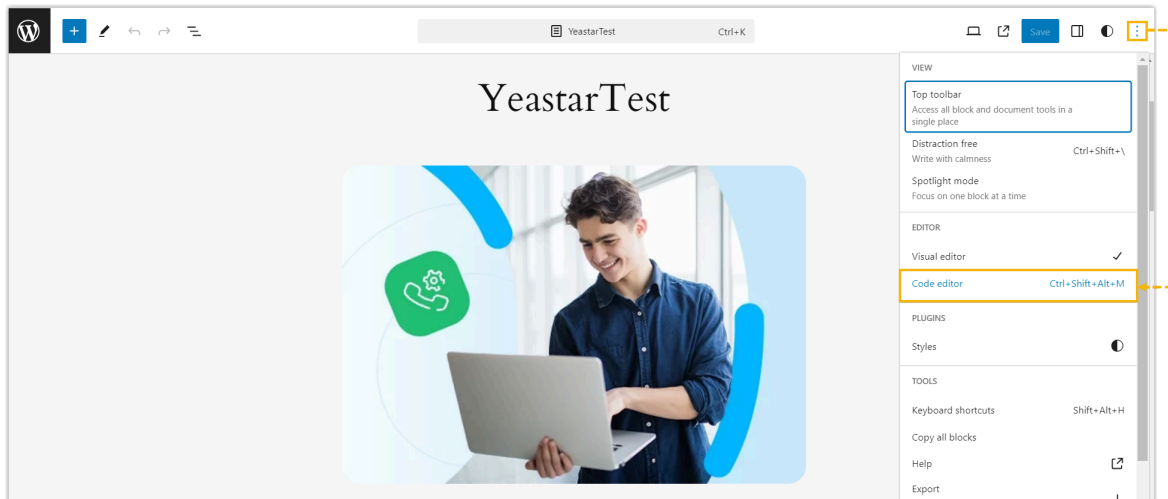 YeastarTest Ctrl+K
Save
YeastarTest
VIEW
Top toolbar
Access all block and document tools in a
single place
Distraction free Ctrl+Shift+\
Write with calmness
Spotlight mode
Focus on one block at a time
EDITOR
Visual editor
Code editor Ctrl+Shift+Alt+M
PLUGINS
Styles
TOOLS
Keyboard shortcuts Shift+Alt+H
Copy all blocks
Help
Export